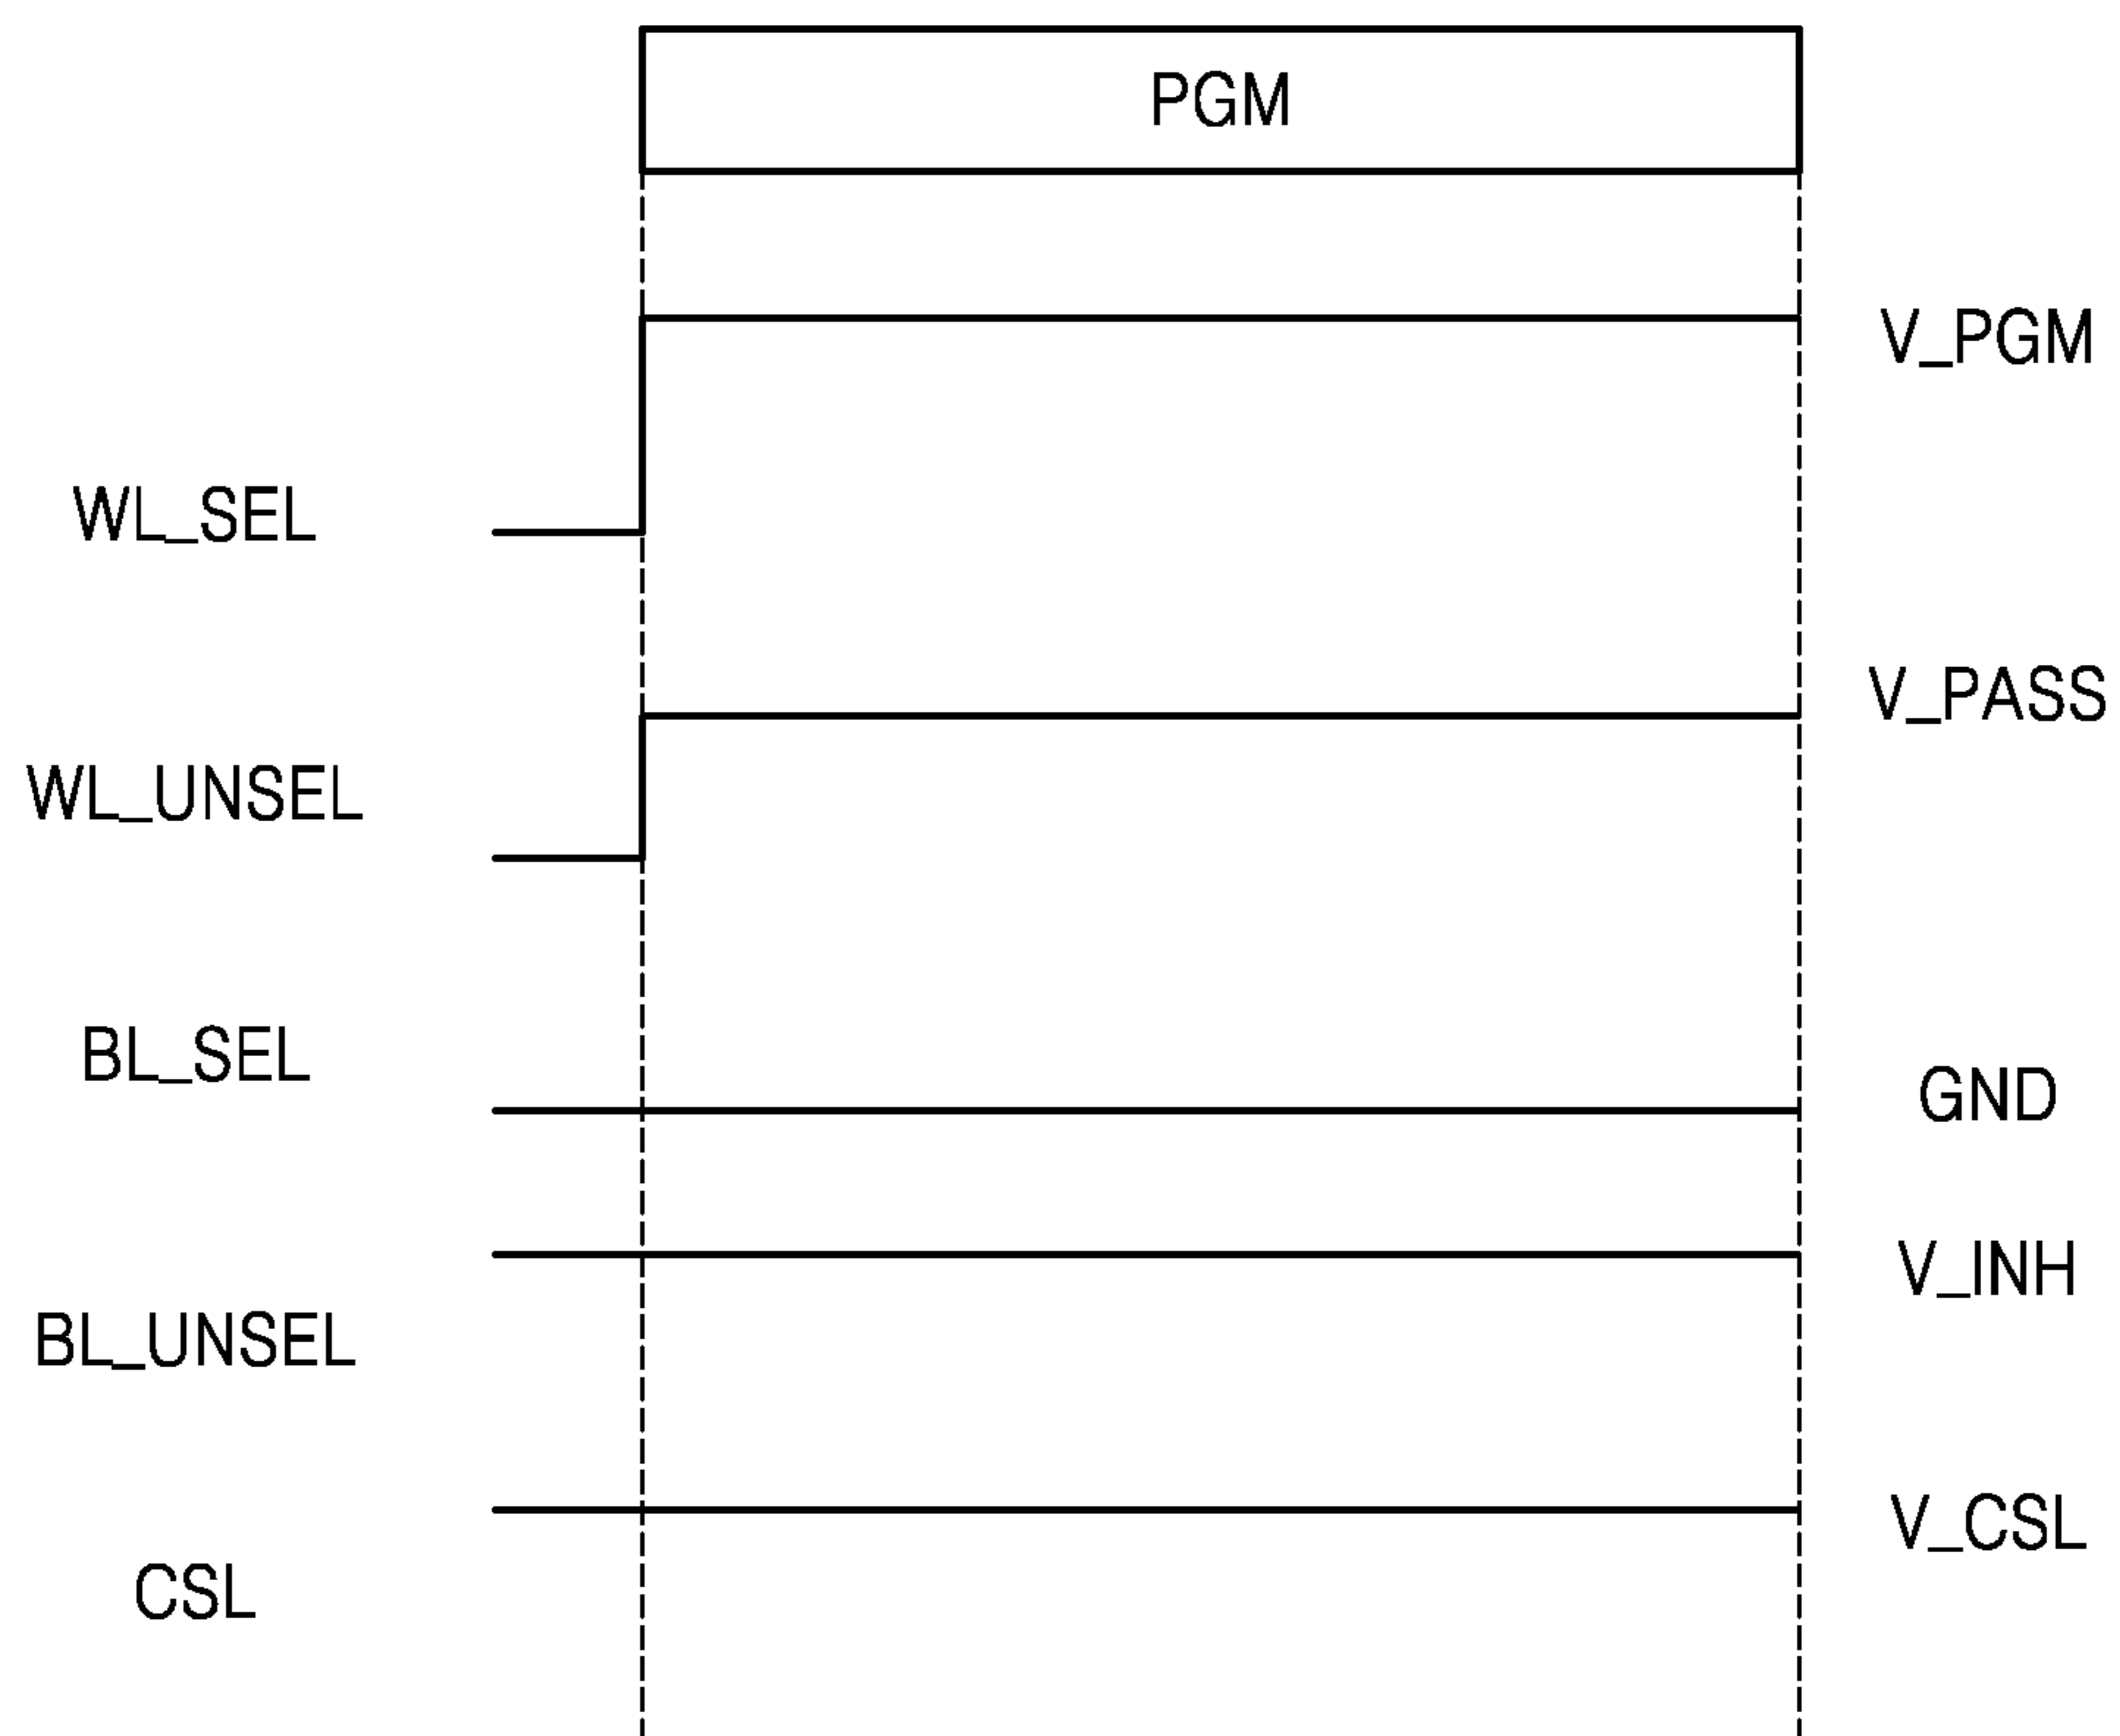 PGM
V_PGM
WL_SEL
V_PASS
WL_UNSEL
BL_SEL
GND
V_INH
BL_UNSEL
V_CSL
CSL